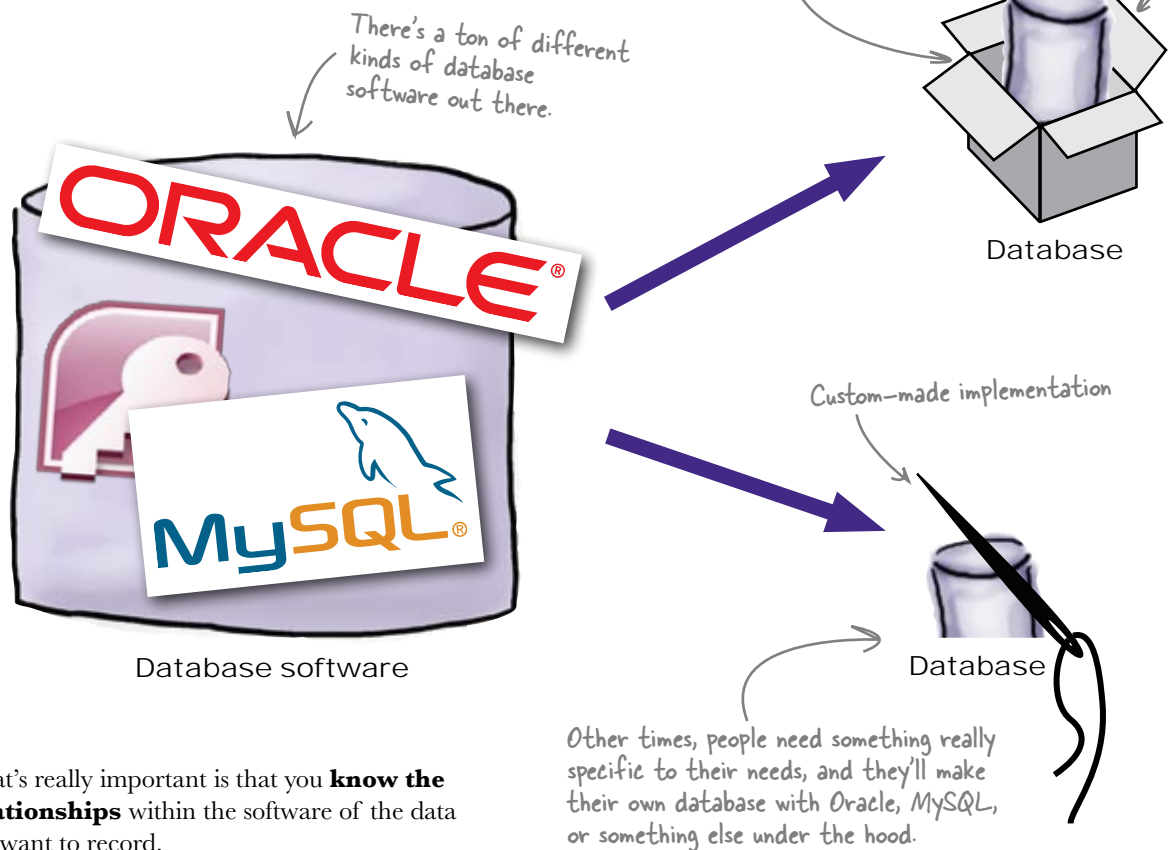 There's a ton of different
kinds of database
software out there.
ORACLE®
MySQL®
Database software
Database
Custom-made implementation
Database
Other times, people need something really
specific to their needs, and they'll make
their own database with Oracle, MySQL,
or something else under the hood.
at's really important is that you know the
ationships within the software of the data
want to record.